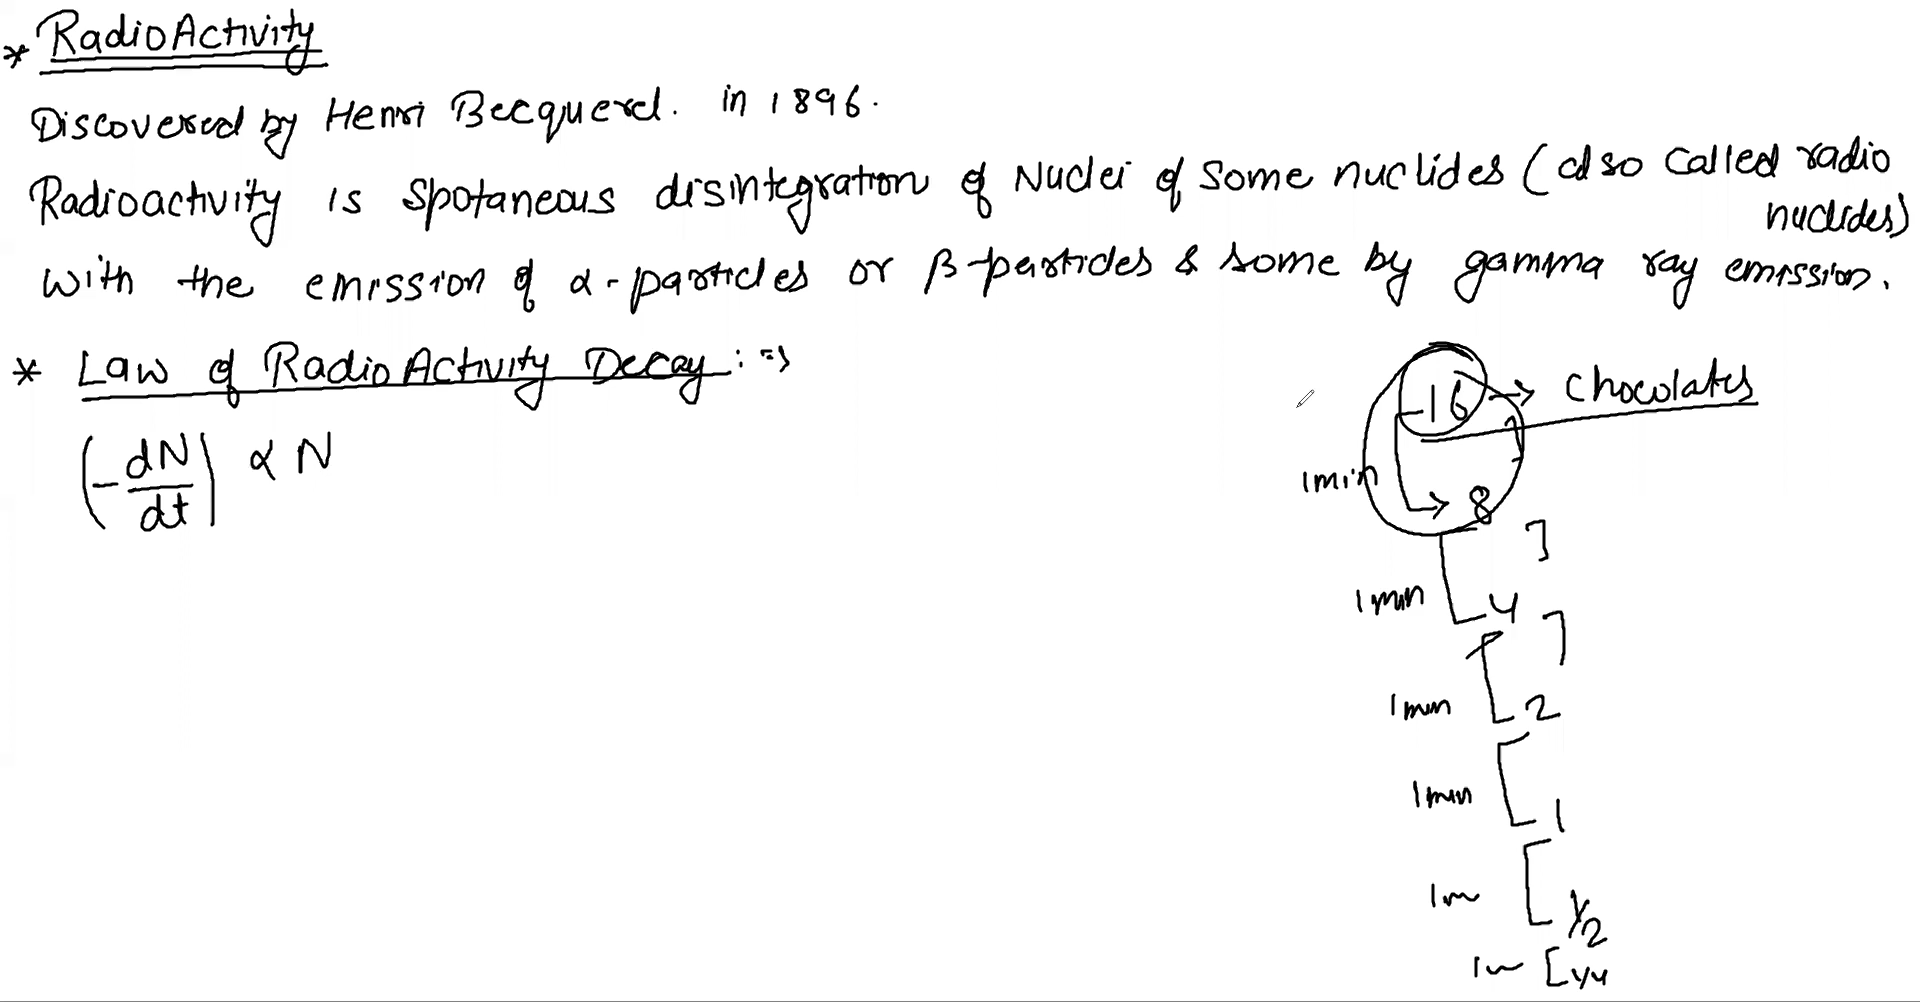 * RadioActivity
Discovered by Henri Becquerel. in 1896.
Radioactivity is Spotaneous disintegration of Nuclei of Some nuclides (also called radio
nuclides)
with the emission of α-particles or β-particles & some by gamma ray emission.
* Law of RadioActivity Decay: ⇒
(-dN/dt) ∝ N
16 → chocolates
1min
8
1min
4
1min
2
1min
1
1m
1/2
1m
1/4